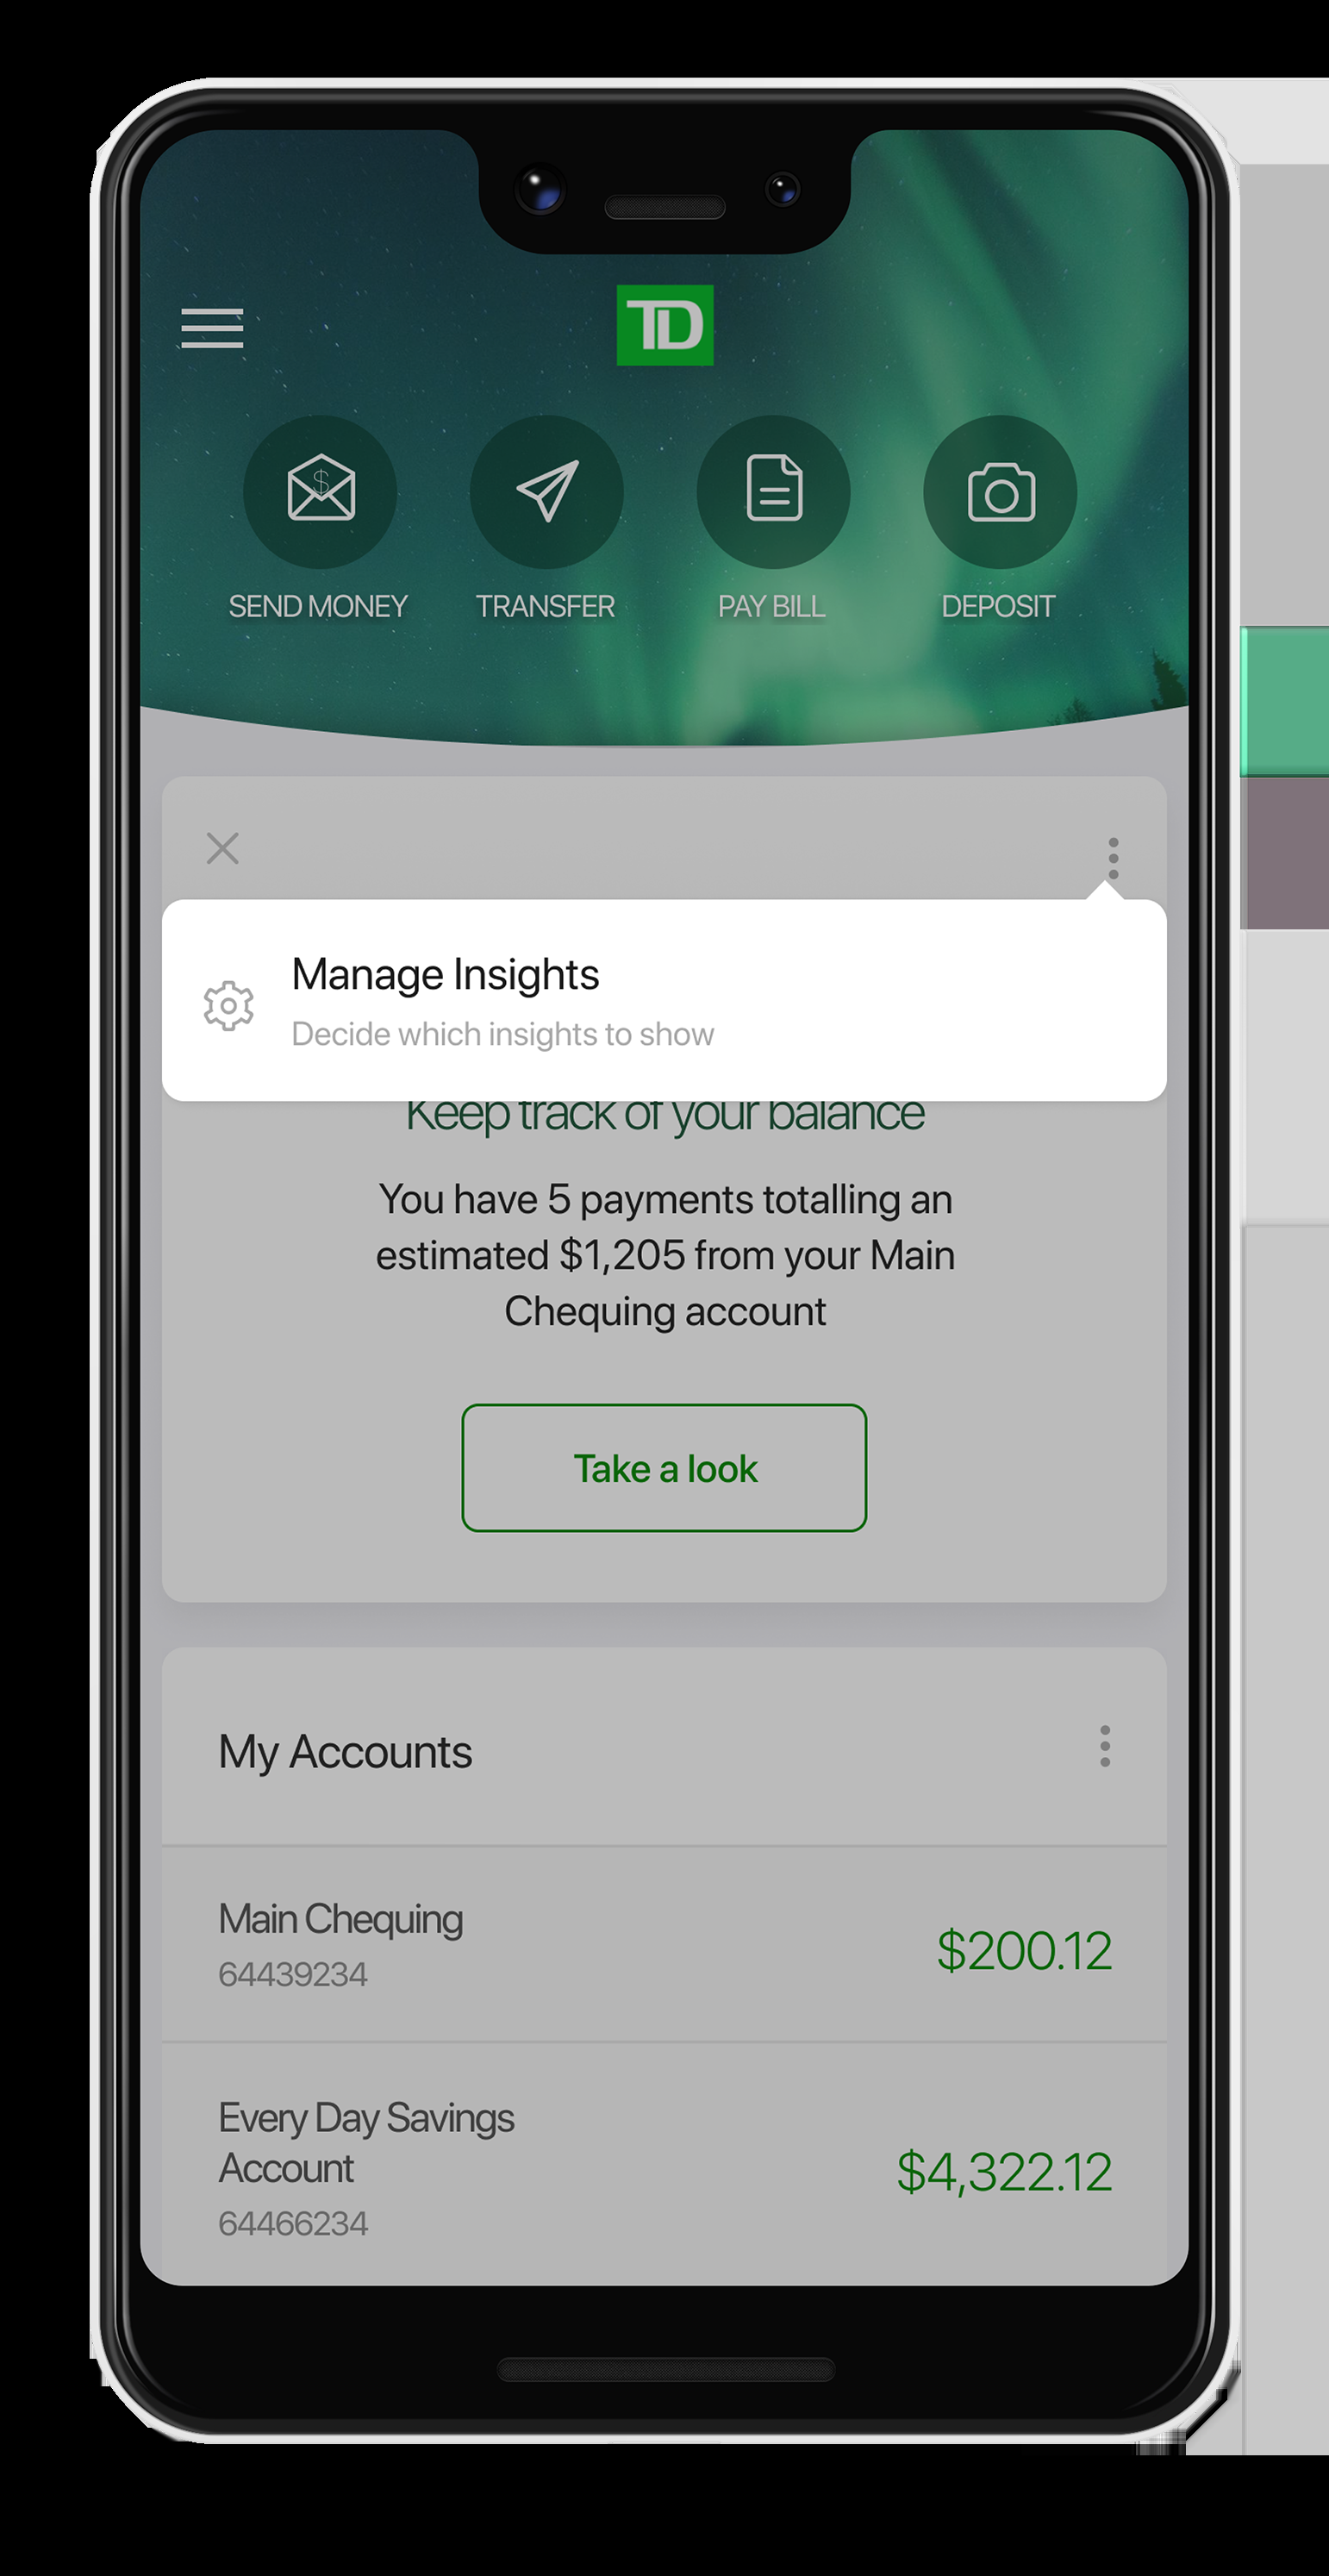 TD
SEND MONEY TRANSFER PAY BILL DEPOSIT
Manage Insights
Decide which insights to show
Keep track of your balance
You have 5 payments totalling an
estimated $1,205 from your Main
Chequing account
Take a look
My Accounts
Main Chequing
64439234
$200.12
Every Day Savings
Account
64466234
$4,322.12